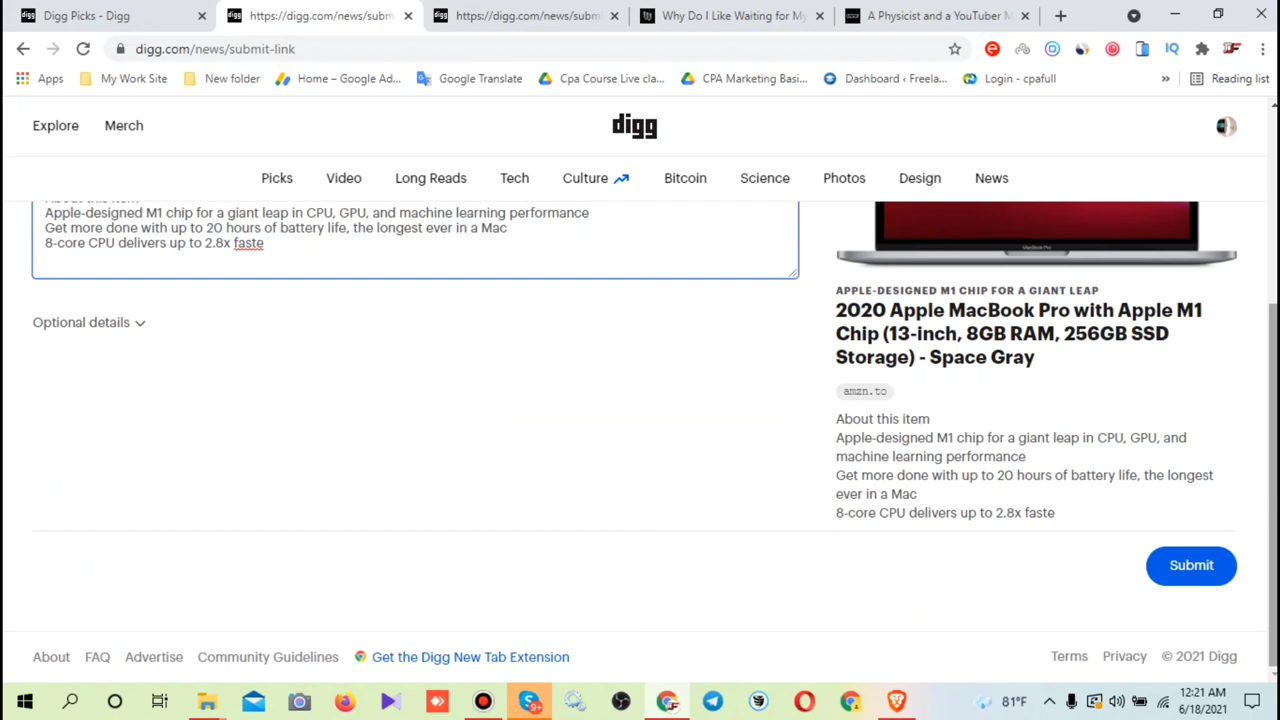 Digg Picks - Digg
https://digg.com/news/subm
https://digg.com/news/subm
Why Do I Like Waiting for My
A Physicist and a YouTuber M
digg.com/news/submit-link
IQ
Apps
My Work Site
New folder
Home – Google Ad...
Google Translate
Cpa Course Live cla...
CPA Marketing Basi...
Dashboard ‹ Freela...
Login - cpafull
»
Reading list
Explore
Merch
digg
Picks
Video
Long Reads
Tech
Culture
Bitcoin
Science
Photos
Design
News
About this item
Apple-designed M1 chip for a giant leap in CPU, GPU, and machine learning performance
Get more done with up to 20 hours of battery life, the longest ever in a Mac
8-core CPU delivers up to 2.8x faste
Optional details
MacBook Pro
APPLE-DESIGNED M1 CHIP FOR A GIANT LEAP
2020 Apple MacBook Pro with Apple M1
Chip (13-inch, 8GB RAM, 256GB SSD
Storage) - Space Gray
amzn.to
About this item
Apple-designed M1 chip for a giant leap in CPU, GPU, and
machine learning performance
Get more done with up to 20 hours of battery life, the longest
ever in a Mac
8-core CPU delivers up to 2.8x faste
Submit
About
FAQ
Advertise
Community Guidelines
Get the Digg New Tab Extension
Terms
Privacy
© 2021 Digg
9+
81°F
12:21 AM
6/18/2021